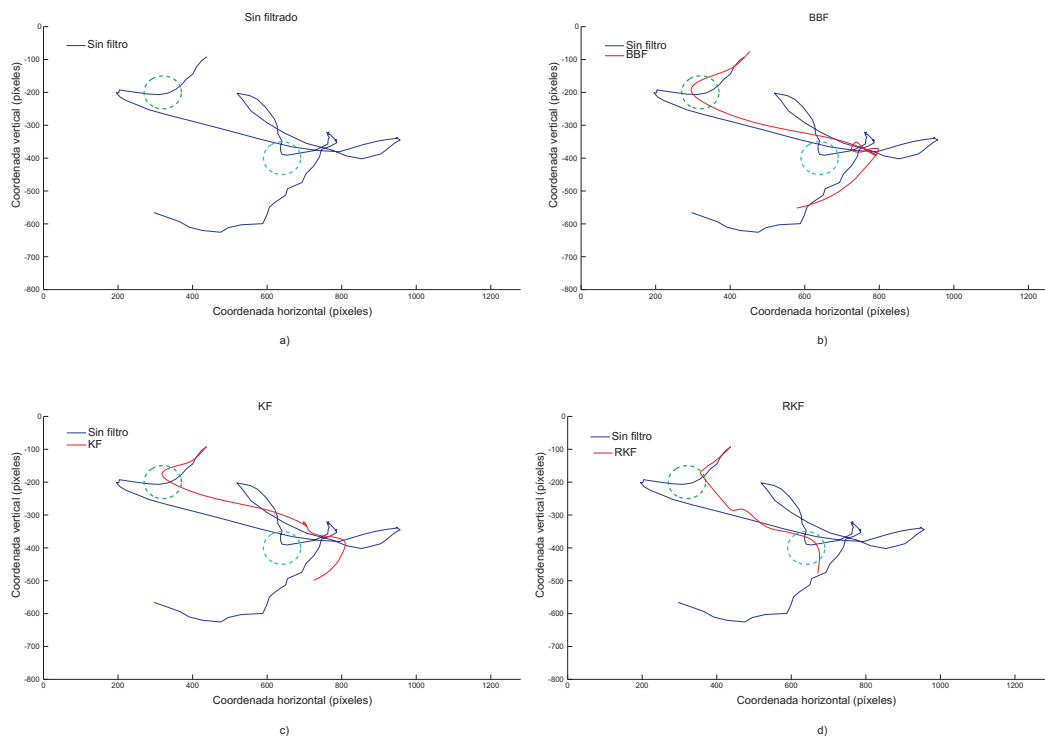 Sin filtrado
0
-100
-200
-300
-400
-500
-600
-700
-800
Coordenada vertical (píxeles)
Sin filtro
0 200 400 600 800 1000 1200
Coordenada horizontal (píxeles)
a)
BBF
0
-100
-200
-300
-400
-500
-600
-700
-800
Coordenada vertical (píxeles)
Sin filtro
BBF
0 200 400 600 800 1000 1200
Coordenada horizontal (píxeles)
b)
KF
0
-100
-200
-300
-400
-500
-600
-700
-800
Coordenada vertical (píxeles)
Sin filtro
KF
0 200 400 600 800 1000 1200
Coordenada horizontal (píxeles)
c)
RKF
0
-100
-200
-300
-400
-500
-600
-700
-800
Coordenada vertical (píxeles)
Sin filtro
RKF
0 200 400 600 800 1000 1200
Coordenada horizontal (píxeles)
d)